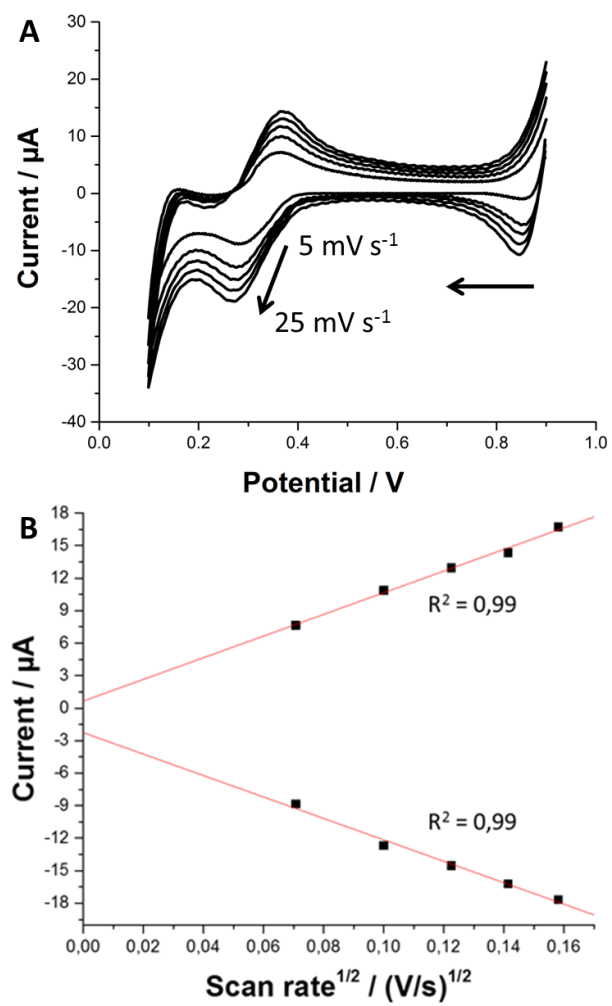 A
30
20
10
0
-10
-20
-30
-40
Current / µA
5 mV s⁻¹
25 mV s⁻¹
0.0 0.2 0.4 0.6 0.8 1.0
Potential / V
B
18
15
12
9
6
3
0
-3
-6
-9
-12
-15
-18
Current / µA
R² = 0,99
R² = 0,99
0,00 0,02 0,04 0,06 0,08 0,10 0,12 0,14 0,16
Scan rate¹/² / (V/s)¹/²